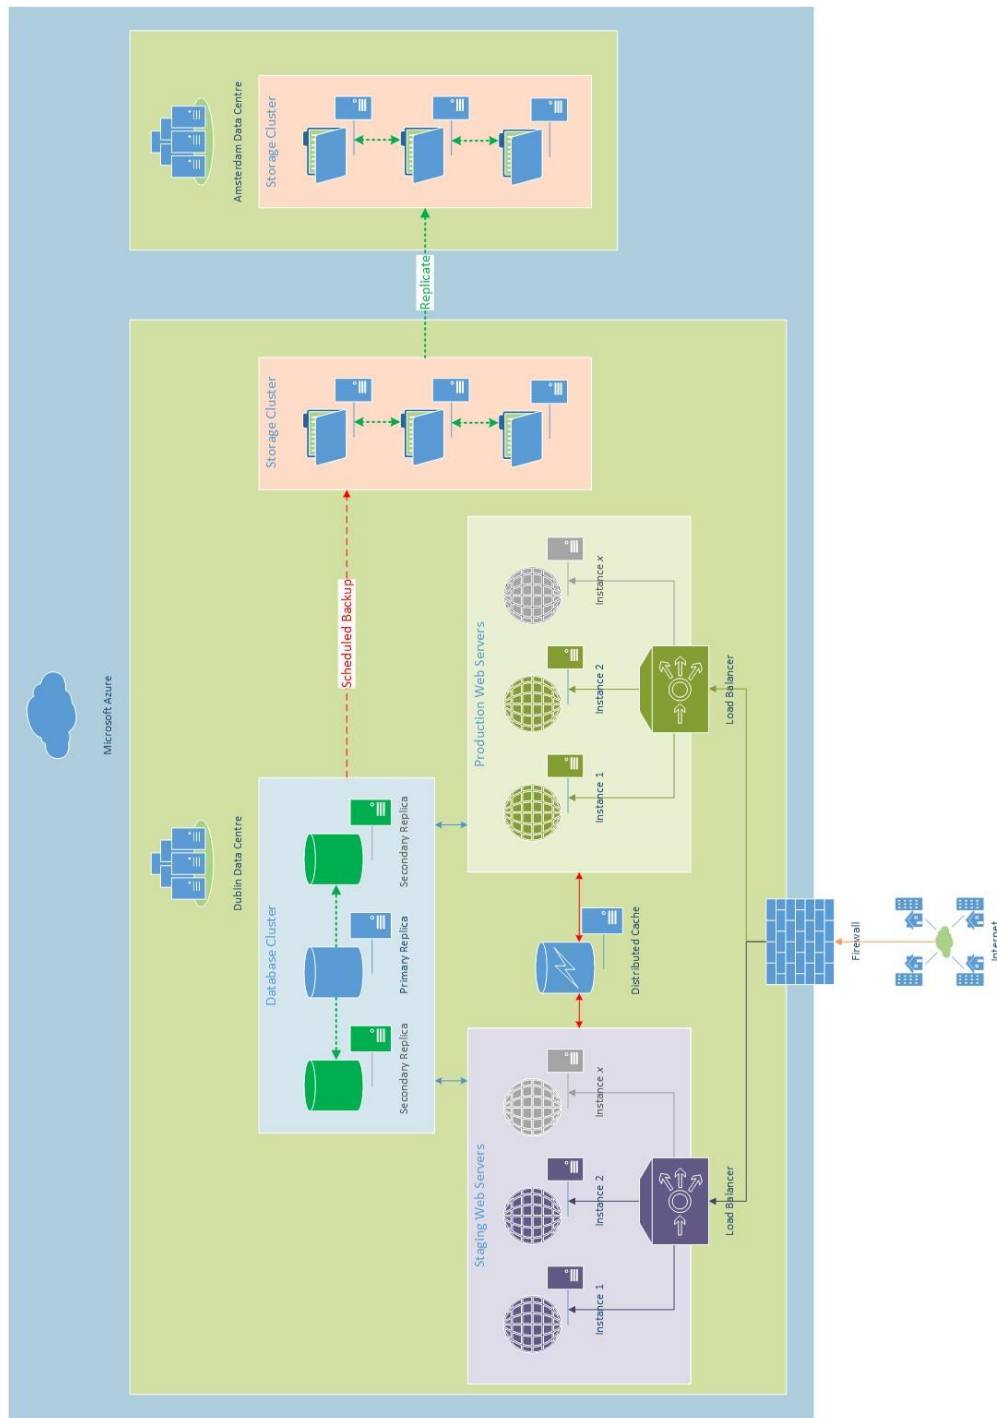 Microsoft Azure
Dublin Data Centre
Amsterdam Data Centre
Database Cluster
Secondary Replica
Primary Replica
Secondary Replica
Scheduled Backup
Storage Cluster
Replicate
Storage Cluster
Staging Web Servers
Instance 1
Instance 2
Instance x
Load Balancer
Distributed Cache
Production Web Servers
Instance 1
Instance 2
Instance x
Load Balancer
Firewall
Internet